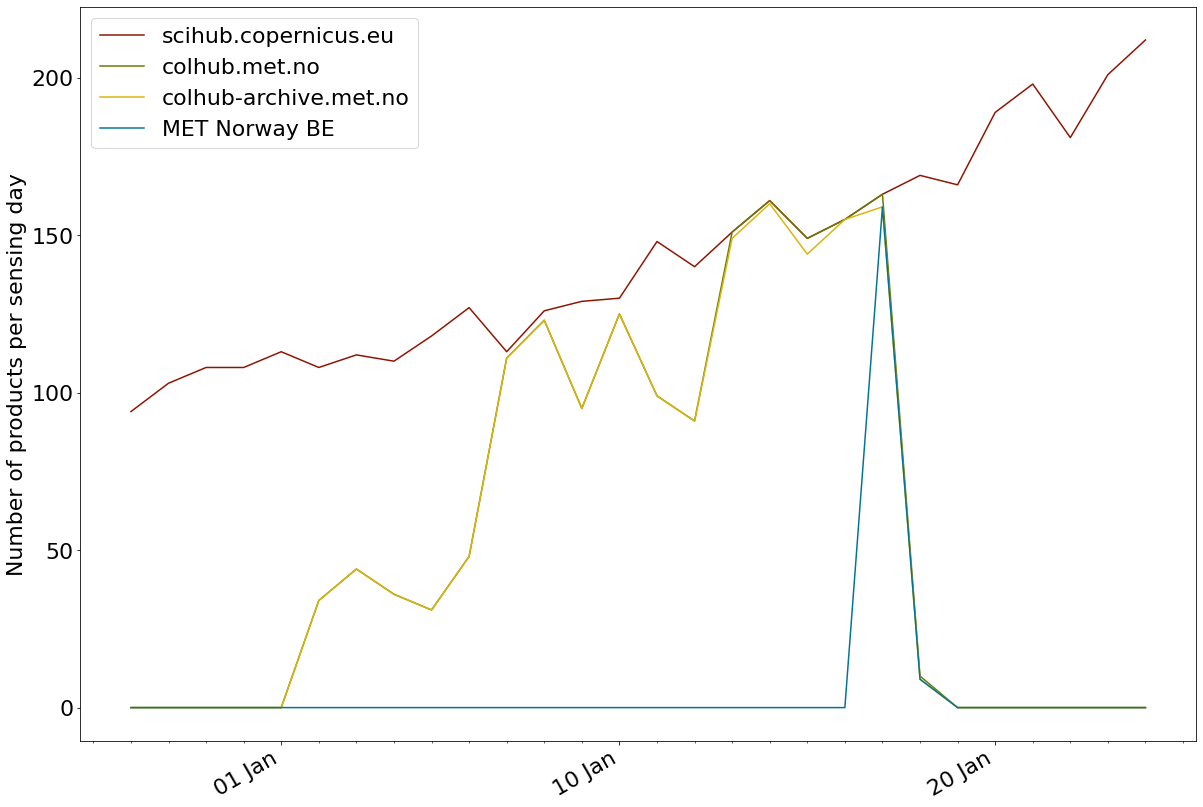 scihub.copernicus.eu
colhub.met.no
colhub-archive.met.no
MET Norway BE
Number of products per sensing day
200
150
100
50
0
01 Jan
10 Jan
20 Jan